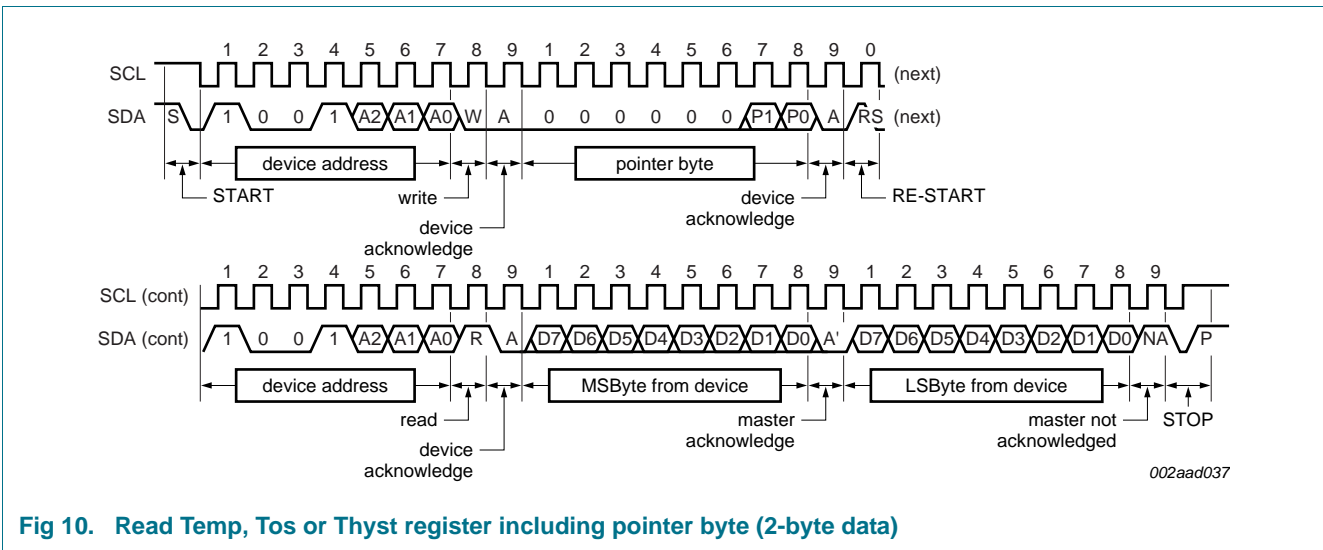 1 2 3 4 5 6 7 8 9 1 2 3 4 5 6 7 8 9 0
SCL (next)
SDA S 1 0 0 1 A2 A1 A0 W A 0 0 0 0 0 0 P1 P0 A RS (next)
device address pointer byte
START write device acknowledge device acknowledge RE-START
1 2 3 4 5 6 7 8 9 1 2 3 4 5 6 7 8 9 1 2 3 4 5 6 7 8 9
SCL (cont)
SDA (cont) 1 0 0 1 A2 A1 A0 R A D7 D6 D5 D4 D3 D2 D1 D0 A' D7 D6 D5 D4 D3 D2 D1 D0 NA P
device address MSByte from device LSByte from device
read device acknowledge master acknowledge master not acknowledged STOP
002aad037
Fig 10. Read Temp, Tos or Thyst register including pointer byte (2-byte data)